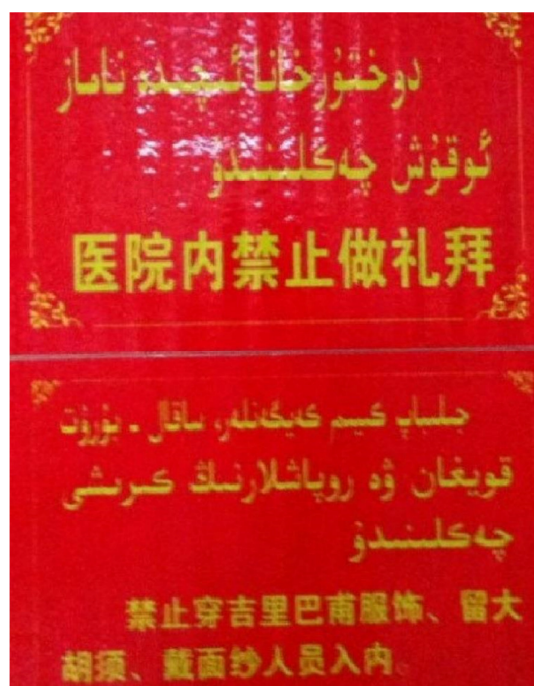 دوختۇرخانا ئىچىدە ناماز
ئوقۇش چەكلىنىدۇ
医院内禁止做礼拜
جىلباپ كىيىم كەيگەنلەر، ساقال - بۇرۇت
قويغان ۋە روپاشلارنىڭ كىرىشى
چەكلىنىدۇ
禁止穿吉里巴甫服饰、留大
胡须、戴面纱人员入内。